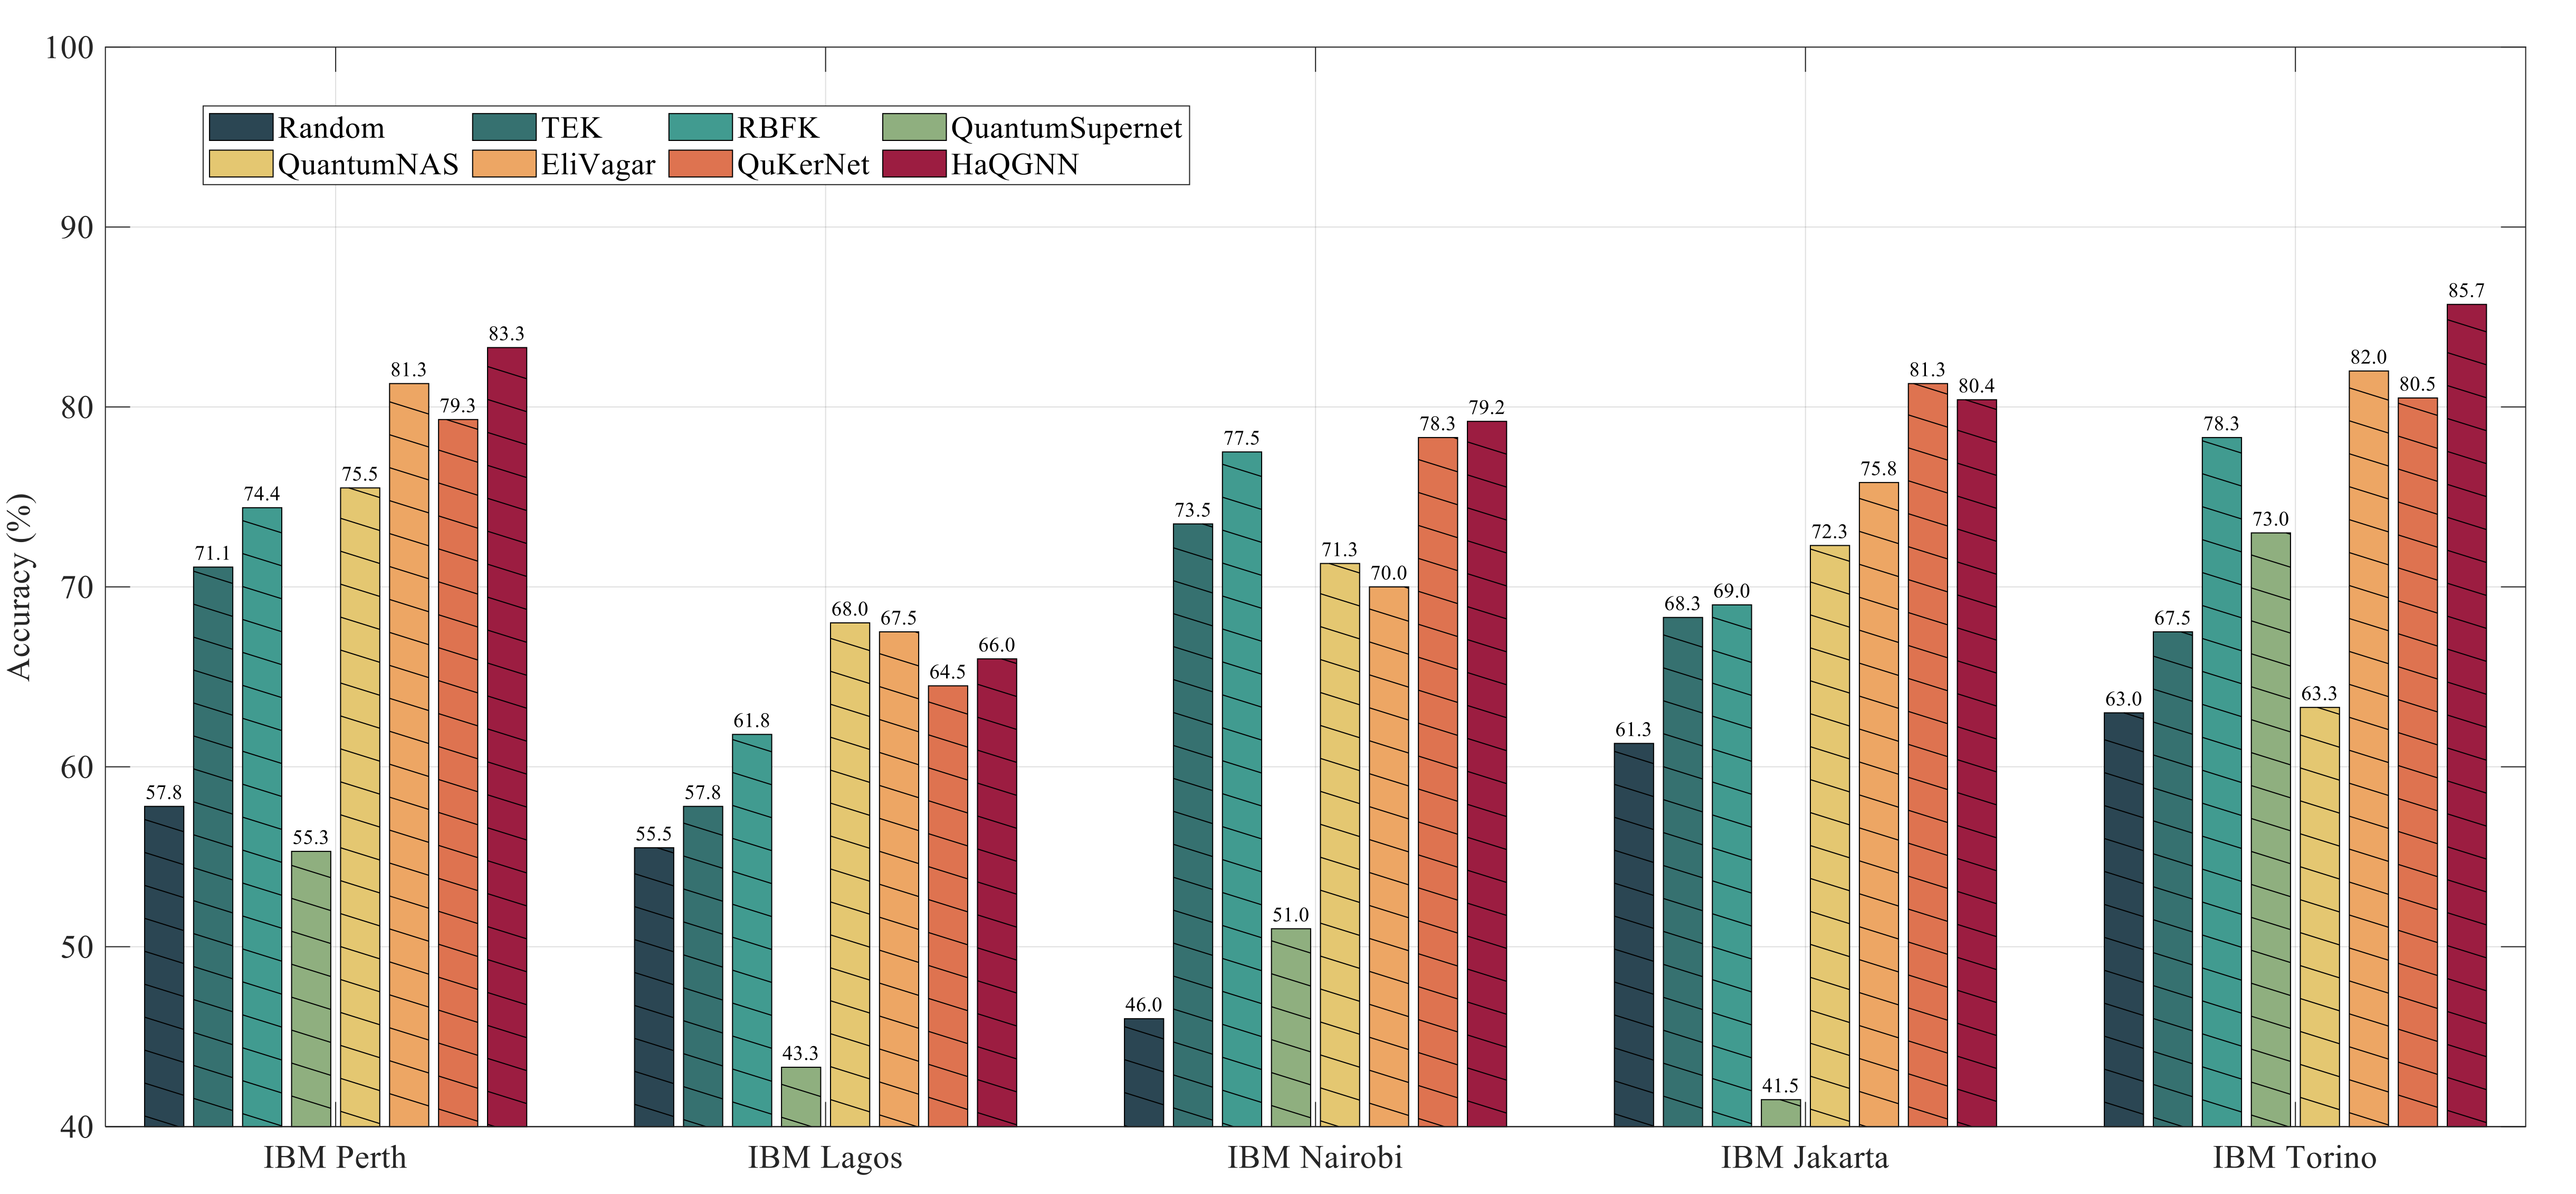 100
90
80
70
60
50
40
Accuracy (%)
Random TEK RBFK QuantumSupernet
QuantumNAS EliVagar QuKerNet HaQGNN
57.8 71.1 74.4 55.3 75.5 81.3 79.3 83.3
55.5 57.8 61.8 43.3 68.0 67.5 64.5 66.0
46.0 73.5 77.5 51.0 71.3 70.0 78.3 79.2
61.3 68.3 69.0 41.5 72.3 75.8 81.3 80.4
63.0 67.5 78.3 73.0 63.3 82.0 80.5 85.7
IBM Perth IBM Lagos IBM Nairobi IBM Jakarta IBM Torino